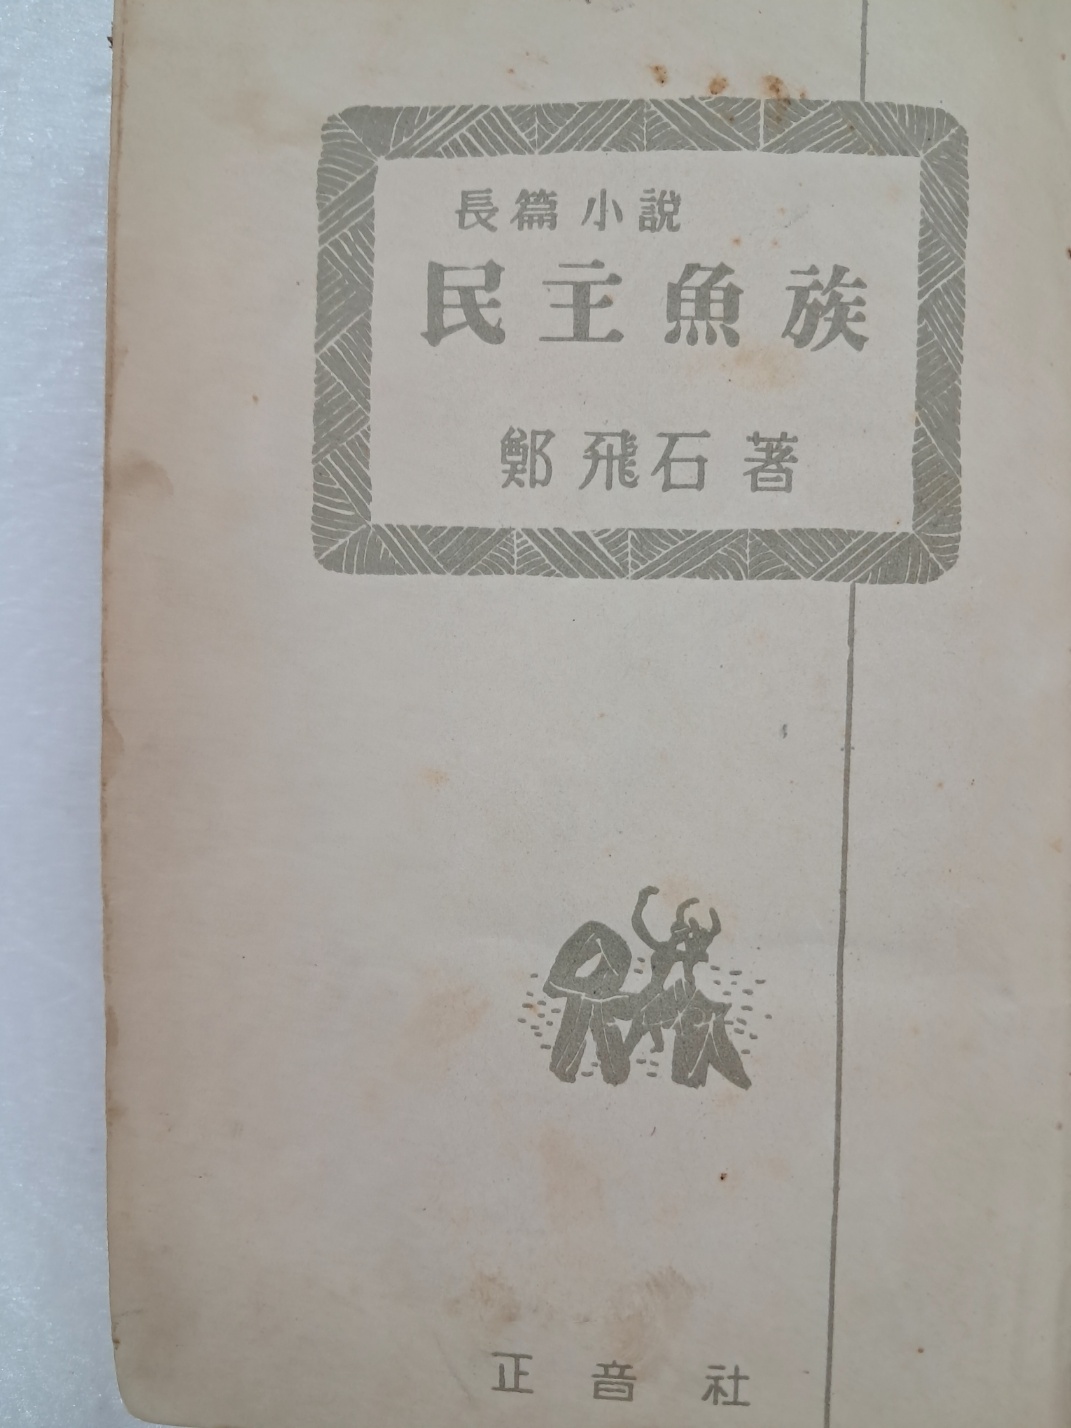 長篇 小說
民主魚族
鄭飛石 著
正音社